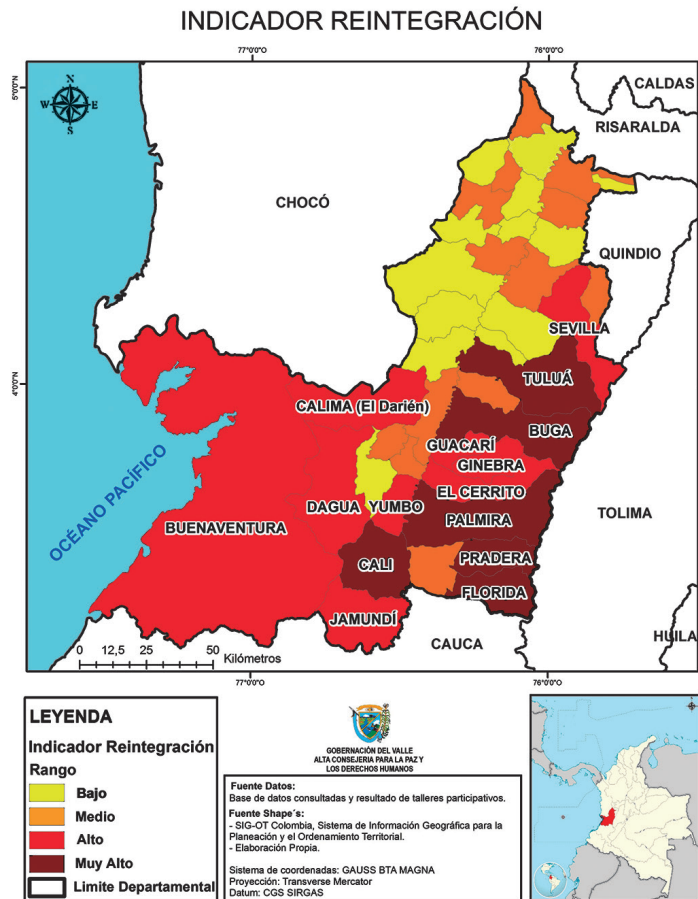 INDICADOR REINTEGRACIÓN
77°0'0"O
76°0'0"O
5°0'0"N
N
W
E
S
CALDAS
RISARALDA
CHOCÓ
QUINDIO
SEVILLA
4°0'0"N
TULUÁ
CALIMA (El Darién)
BUGA
GUACARÍ
GINEBRA
OCÉANO PACÍFICO
EL CERRITO
DAGUA
YUMBO
TOLIMA
BUENAVENTURA
PALMIRA
CALI
PRADERA
FLORIDA
JAMUNDÍ
CAUCA
HUILA
0 12,5 25 50
Kilómetros
77°0'0"O
76°0'0"O
LEYENDA
Indicador Reintegración
Rango
Bajo
Medio
Alto
Muy Alto
Limite Departamental
GOBERNACIÓN DEL VALLE
ALTA CONSEJERIA PARA LA PAZ Y
LOS DERECHOS HUMANOS
Fuente Datos:
Base de datos consultadas y resultado de talleres participativos.
Fuente Shape´s:
- SIG-OT Colombia, Sistema de Información Geográfica para la
Planeación y el Ordenamiento Territorial.
- Elaboración Propia.
Sistema de coordenadas: GAUSS BTA MAGNA
Proyección: Transverse Mercator
Datum: CGS SIRGAS